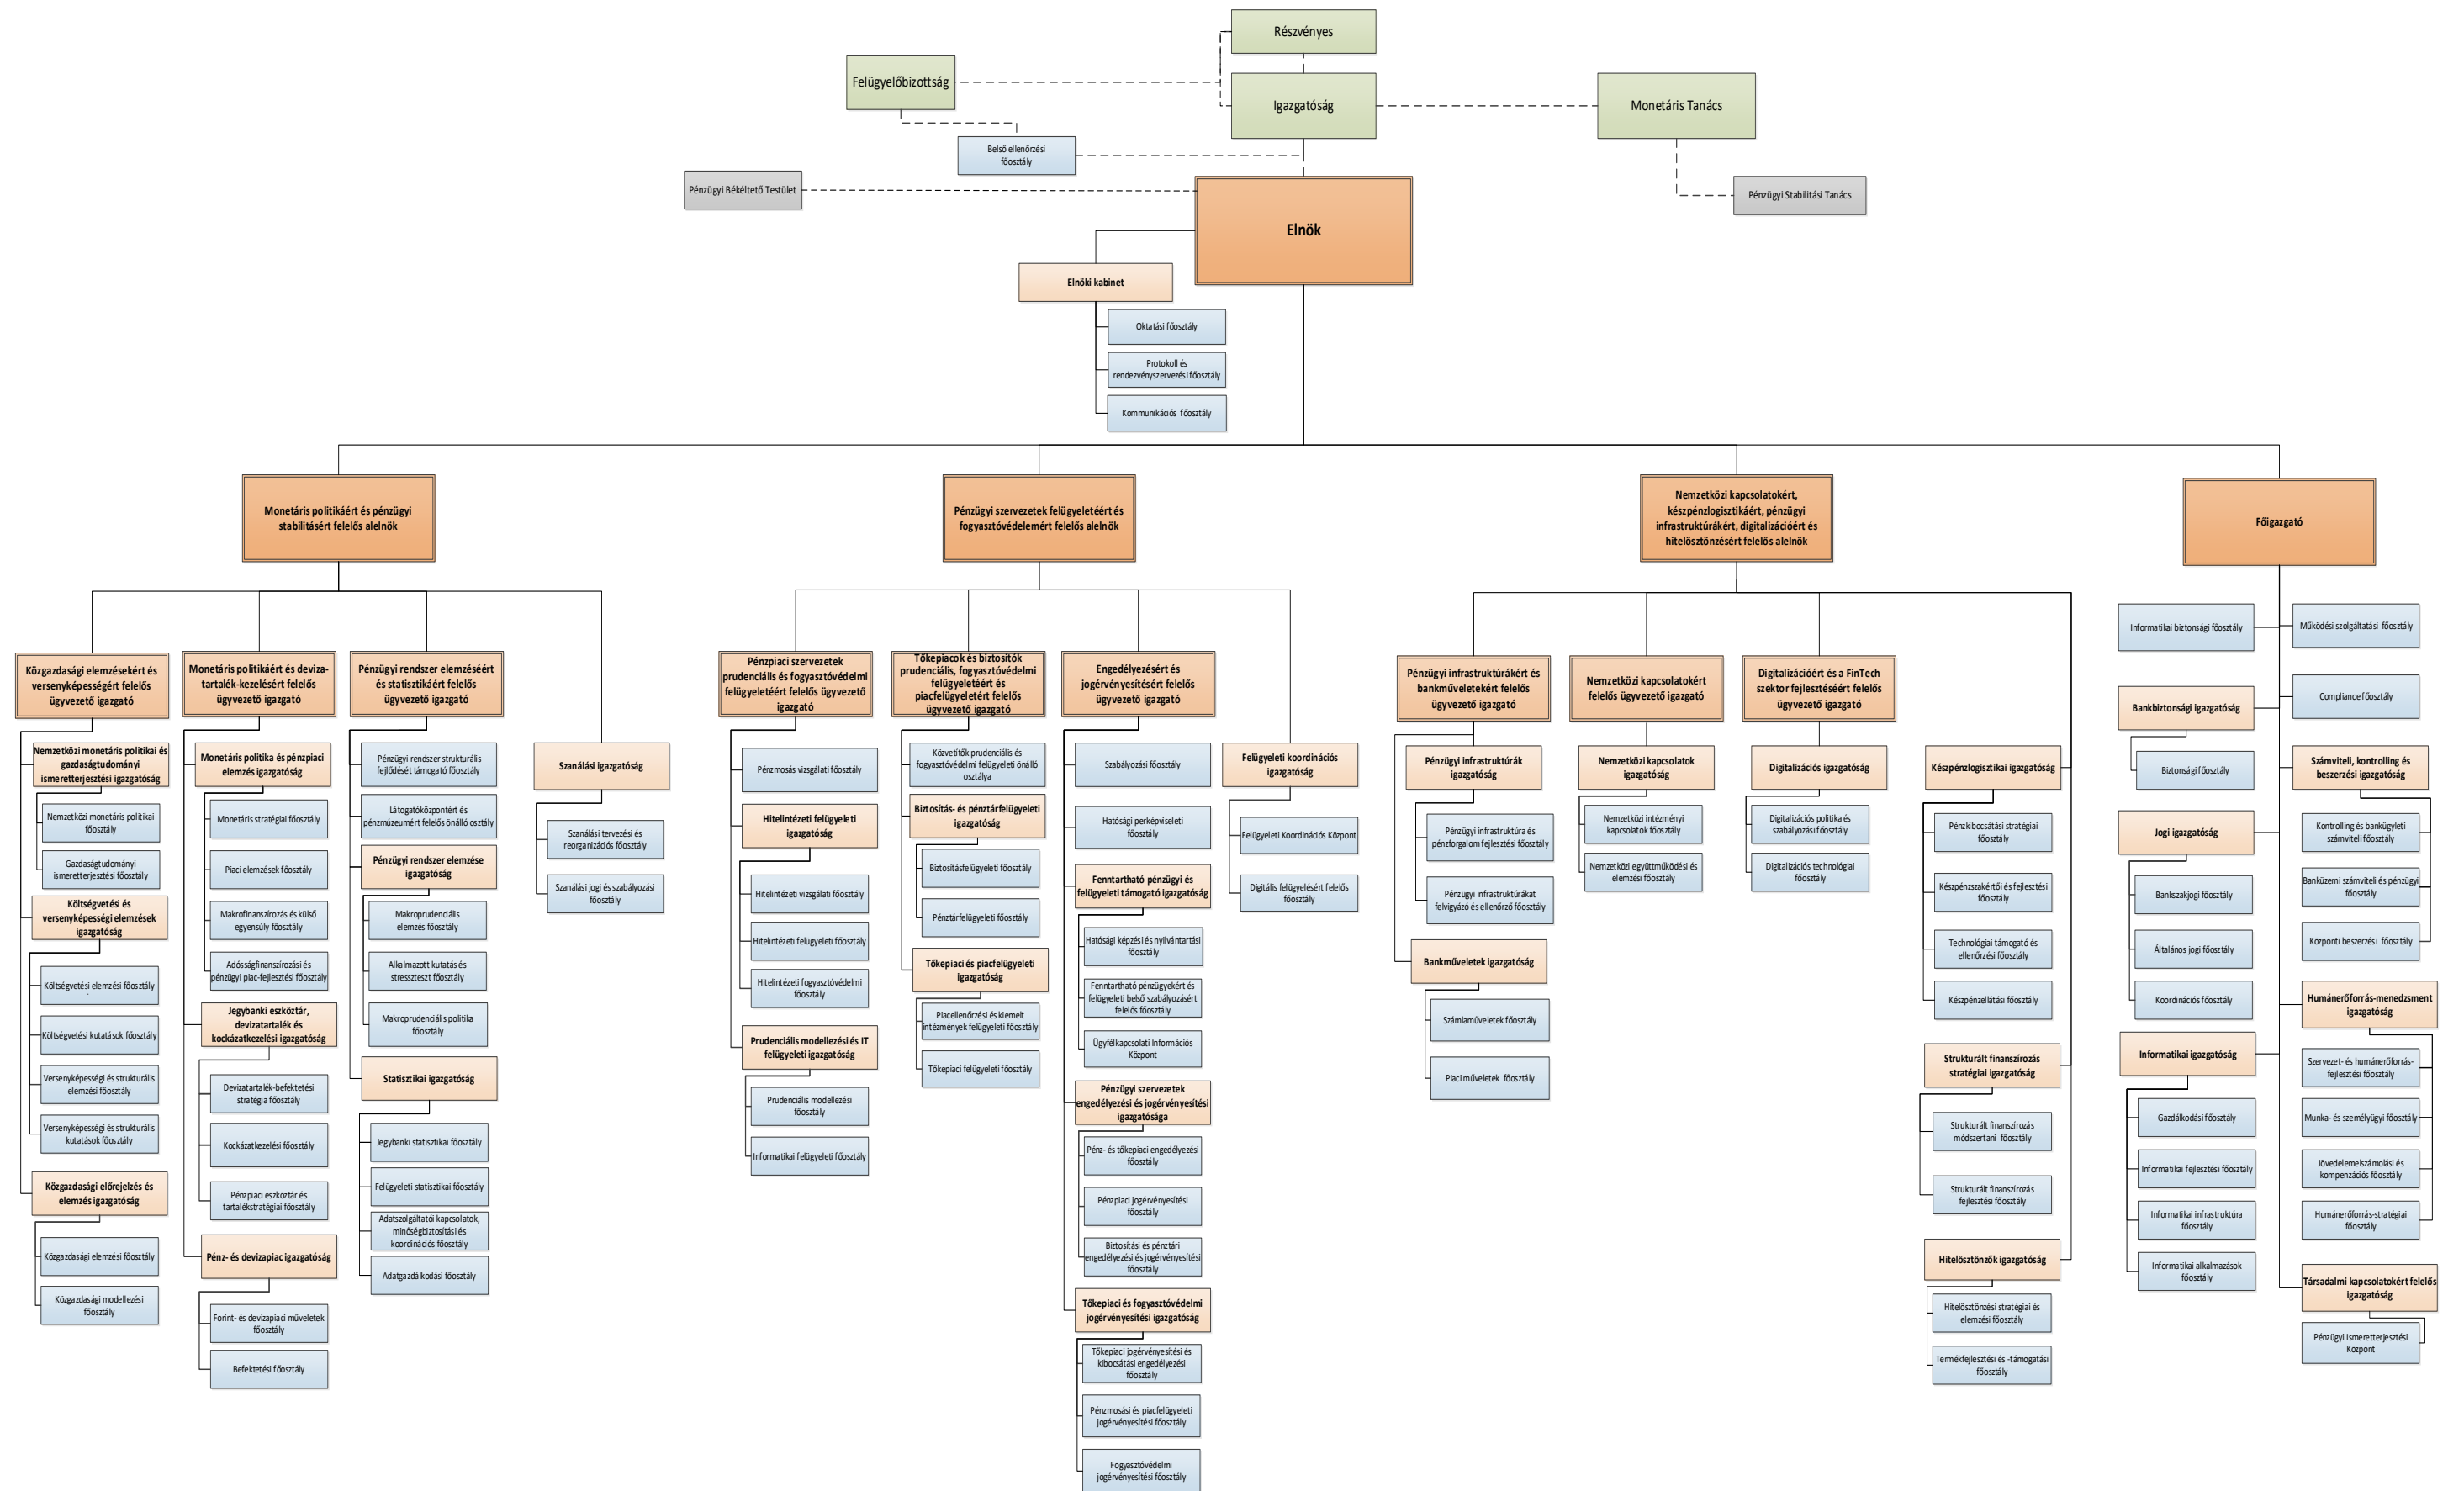 Részvényes
Felügyelőbizottság
Igazgatóság
Monetáris Tanács
Belső ellenőrzési
főosztály
Pénzügyi Békéltető Testület
Pénzügyi Stabilitási Tanács
Elnök
Elnöki kabinet
Oktatási főosztály
Protokoll és
rendezvényszervezési főosztály
Kommunikációs főosztály
Monetáris politikáért és pénzügyi
stabilitásért felelős alelnök
Közgazdasági elemzésekért és
versenyképességért felelős
ügyvezető igazgató
Nemzetközi monetáris politikai és
gazdaságtudományi
ismeretterjesztési igazgatóság
Nemzetközi monetáris politikai
főosztály
Gazdaságtudományi
ismeretterjesztési főosztály
Költségvetési és
versenyképességi elemzések
igazgatóság
Költségvetési elemzési főosztály
Költségvetési kutatások főosztály
Versenyképességi és strukturális
elemzési főosztály
Versenyképességi és strukturális
kutatások főosztály
Közgazdasági előrejelzés és
elemzés igazgatóság
Közgazdasági elemzési főosztály
Közgazdasági modellezési
főosztály
Monetáris politikáért és deviza-
tartalék-kezelésért felelős
ügyvezető igazgató
Monetáris politika és pénzpiaci
elemzés igazgatóság
Monetáris stratégiai főosztály
Piaci elemzések főosztály
Makrofinanszírozás és külső
egyensúly főosztály
Adósságfinanszírozási és
pénzügyi piac-fejlesztési főosztály
Jegybanki eszköztár,
devizatartalék és
kockázatkezelési igazgatóság
Devizatartalék-befektetési
stratégia főosztály
Kockázatkezelési főosztály
Pénzpiaci eszköztár és
tartalékstratégiai főosztály
Pénz- és devizapiac igazgatóság
Forint- és devizapiaci műveletek
főosztály
Befektetési főosztály
Pénzügyi rendszer elemzéséért
és statisztikáért felelős
ügyvezető igazgató
Pénzügyi rendszer strukturális
fejlődését támogató főosztály
Látogatóközpontért és
pénzmúzeumért felelős önálló osztály
Pénzügyi rendszer elemzése
igazgatóság
Makroprudenciális
elemzés főosztály
Alkalmazott kutatás és
stresszteszt főosztály
Makroprudenciális politika
főosztály
Statisztikai igazgatóság
Jegybanki statisztikai főosztály
Felügyeleti statisztikai főosztály
Adatszolgáltatói kapcsolatok,
minőségbiztosítási és
koordinációs főosztály
Adatgazdálkodási főosztály
Szanálási igazgatóság
Szanálási tervezési és
reorganizációs főosztály
Szanálási jogi és szabályozási
főosztály
Pénzügyi szervezetek felügyeletéért és
fogyasztóvédelemért felelős alelnök
Pénzpiaci szervezetek
prudenciális és fogyasztóvédelmi
felügyeletéért felelős ügyvezető
igazgató
Pénzmosás vizsgálati főosztály
Hitelintézeti felügyeleti
igazgatóság
Hitelintézeti vizsgálati főosztály
Hitelintézeti felügyeleti főosztály
Hitelintézeti fogyasztóvédelmi
főosztály
Prudenciális modellezési és IT
felügyeleti igazgatóság
Prudenciális modellezési
főosztály
Informatikai felügyeleti főosztály
Tőkepiacok és biztosítók
prudenciális, fogyasztóvédelmi
felügyeletéért és
piacfelügyeletért felelős
ügyvezető igazgató
Közvetítők prudenciális és
fogyasztóvédelmi felügyeleti önálló
osztálya
Biztosítás- és pénztárfelügyeleti
igazgatóság
Biztosításfelügyeleti főosztály
Pénztárfelügyeleti főosztály
Tőkepiaci és piacfelügyeleti
igazgatóság
Piacellenőrzési és kiemelt
intézmények felügyeleti főosztály
Tőkepiaci felügyeleti főosztály
Engedélyezésért és
jogérvényesítésért felelős
ügyvezető igazgató
Szabályozási főosztály
Hatósági perképviseleti
főosztály
Fenntartható pénzügyi és
felügyeleti támogató igazgatóság
Hatósági képzési és nyilvántartási
főosztály
Fenntartható pénzügyekért és
felügyeleti belső szabályozásért
felelős főosztály
Ügyfélkapcsolati Információs
Központ
Pénzügyi szervezetek
engedélyezési és jogérvényesítési
igazgatósága
Pénz- és tőkepiaci engedélyezési
főosztály
Pénzpiaci jogérvényesítési
főosztály
Biztosítási és pénztári
engedélyezési és jogérvényesítési
főosztály
Tőkepiaci és fogyasztóvédelmi
jogérvényesítési igazgatóság
Tőkepiaci jogérvényesítési és
kibocsátási engedélyezési
főosztály
Pénzmosási és piacfelügyeleti
jogérvényesítési főosztály
Fogyasztóvédelmi
jogérvényesítési főosztály
Felügyeleti koordinációs
igazgatóság
Felügyeleti Koordinációs Központ
Digitális felügyelésért felelős
főosztály
Nemzetközi kapcsolatokért,
készpénzlogisztikáért, pénzügyi
infrastruktúrákért, digitalizációért és
hitelösztönzésért felelős alelnök
Pénzügyi infrastruktúrákért és
bankműveletekért felelős
ügyvezető igazgató
Pénzügyi infrastruktúrák
igazgatóság
Pénzügyi infrastruktúra és
pénzforgalom fejlesztési főosztály
Pénzügyi infrastruktúrákat
felvigyázó és ellenőrző főosztály
Bankműveletek igazgatóság
Számlaműveletek főosztály
Piaci műveletek főosztály
Nemzetközi kapcsolatokért
felelős ügyvezető igazgató
Nemzetközi kapcsolatok
igazgatóság
Nemzetközi intézményi
kapcsolatok főosztály
Nemzetközi együttműködési és
elemzési főosztály
Digitalizációért és a FinTech
szektor fejlesztéséért felelős
ügyvezető igazgató
Digitalizációs igazgatóság
Digitalizációs politika és
szabályozási főosztály
Digitalizációs technológiai
főosztály
Készpénzlogisztikai igazgatóság
Pénzkibocsátási stratégiai
főosztály
Készpénzszakértői és fejlesztési
főosztály
Technológiai támogató és
ellenőrzési főosztály
Készpénzellátási főosztály
Strukturált finanszírozás
stratégiai igazgatóság
Strukturált finanszírozás
módszertani főosztály
Strukturált finanszírozás
fejlesztési főosztály
Hitelösztönzők igazgatóság
Hitelösztönzési stratégiai és
elemzési főosztály
Termékfejlesztési és -támogatási
főosztály
Főigazgató
Informatikai biztonsági főosztály
Bankbiztonsági igazgatóság
Biztonsági főosztály
Jogi igazgatóság
Bankszakjogi főosztály
Általános jogi főosztály
Koordinációs főosztály
Informatikai igazgatóság
Gazdálkodási főosztály
Informatikai fejlesztési főosztály
Informatikai infrastruktúra
főosztály
Informatikai alkalmazások
főosztály
Működési szolgáltatási főosztály
Compliance főosztály
Számviteli, kontrolling és
beszerzési igazgatóság
Kontrolling és bankügyleti
számviteli főosztály
Banküzemi számviteli és pénzügyi
főosztály
Központi beszerzési főosztály
Humánerőforrás-menedzsment
igazgatóság
Szervezet- és humánerőforrás-
fejlesztési főosztály
Munka- és személyügyi főosztály
Jövedelemelszámolási és
kompenzációs főosztály
Humánerőforrás-stratégiai
főosztály
Társadalmi kapcsolatokért felelős
igazgatóság
Pénzügyi Ismeretterjesztési
Központ